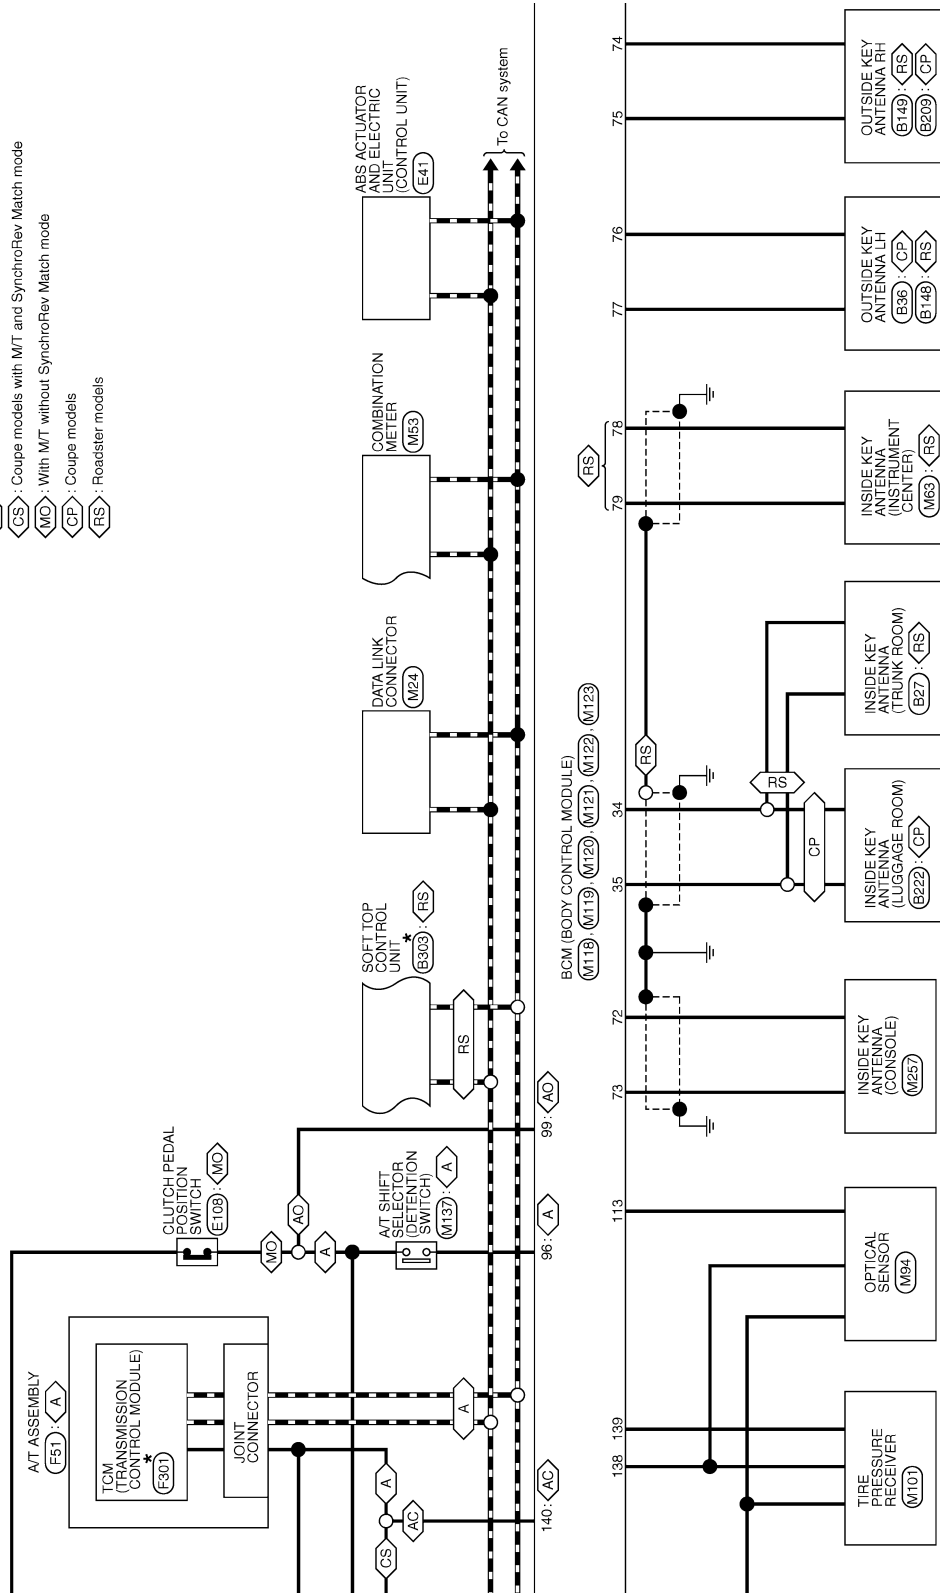 CS : Coupe models with M/T and SynchroRev Match mode
MO : With M/T without SynchroRev Match mode
CP : Coupe models
RS : Roadster models
A/T ASSEMBLY
F51 : A
TCM
(TRANSMISSION
CONTROL MODULE)
*
F301
JOINT
CONNECTOR
CLUTCH PEDAL
POSITION
SWITCH
E108 : MO
MO
AO
A
A/T SHIFT
SELECTOR
(DETENTION
SWITCH)
M137 : A
SOFT TOP
CONTROL
UNIT
*
B303 : RS
DATA LINK
CONNECTOR
M24
COMBINATION
METER
M53
ABS ACTUATOR
AND ELECTRIC
UNIT
(CONTROL UNIT)
E41
CS
A
AC
A
RS
To CAN system
140 : AC
96 : A
99 : AO
BCM (BODY CONTROL MODULE)
M118 , M119 , M120 , M121 , M122 , M123
RS
138
139
113
73
72
35
34
79
78
77
76
75
74
RS
RS
CP
TIRE
PRESSURE
RECEIVER
M101
OPTICAL
SENSOR
M94
INSIDE KEY
ANTENNA
(CONSOLE)
M257
INSIDE KEY
ANTENNA
(LUGGAGE ROOM)
B222 : CP
INSIDE KEY
ANTENNA
(TRUNK ROOM)
B27 : RS
INSIDE KEY
ANTENNA
(INSTRUMENT
CENTER)
M63 : RS
OUTSIDE KEY
ANTENNA LH
B36 : CP
B148 : RS
OUTSIDE KEY
ANTENNA RH
B149 : RS
B209 : CP